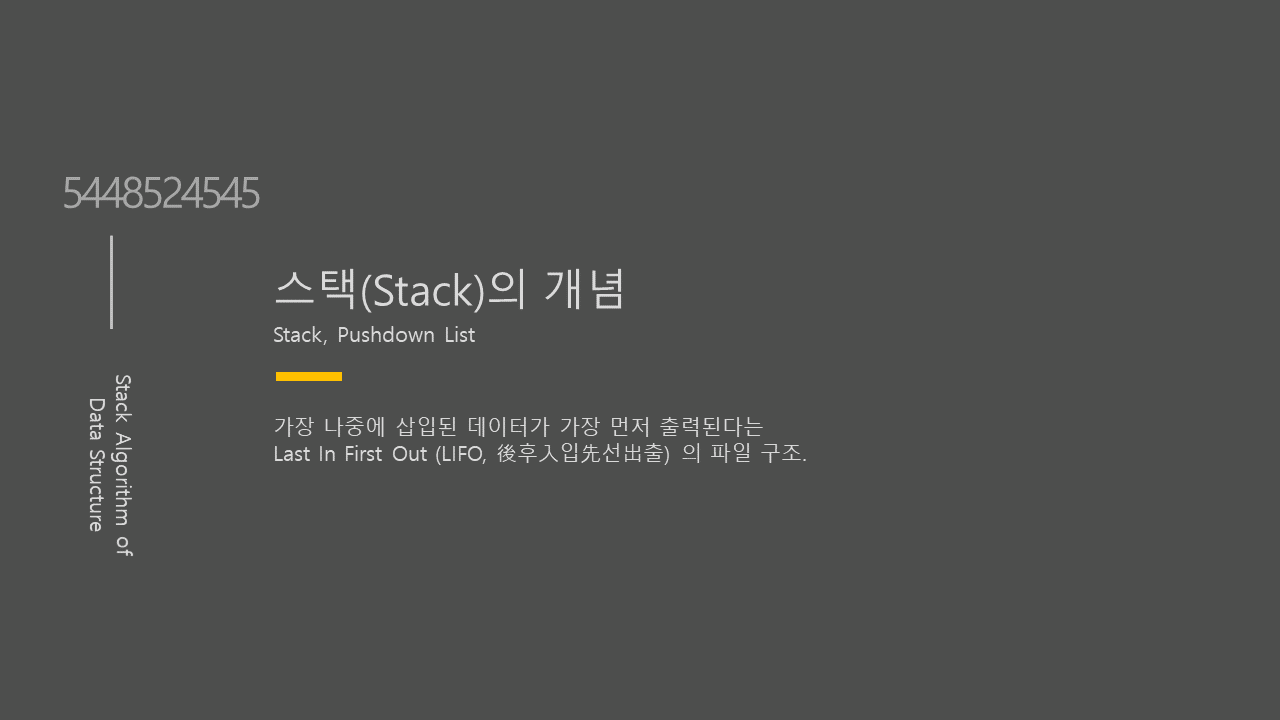 5448524545
Stack Algorithm of
Data Structure
스택(Stack)의 개념
Stack, Pushdown List
가장 나중에 삽입된 데이터가 가장 먼저 출력된다는
Last In First Out (LIFO, 後후入입先선出출) 의 파일 구조.